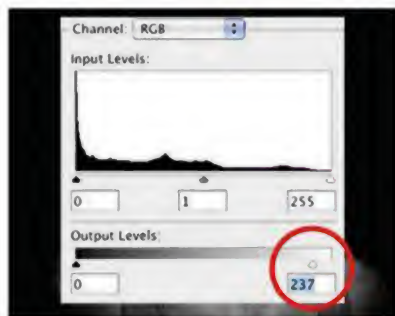 Channel: RGB
Input Levels:
0 1 255
Output Levels:
0 237